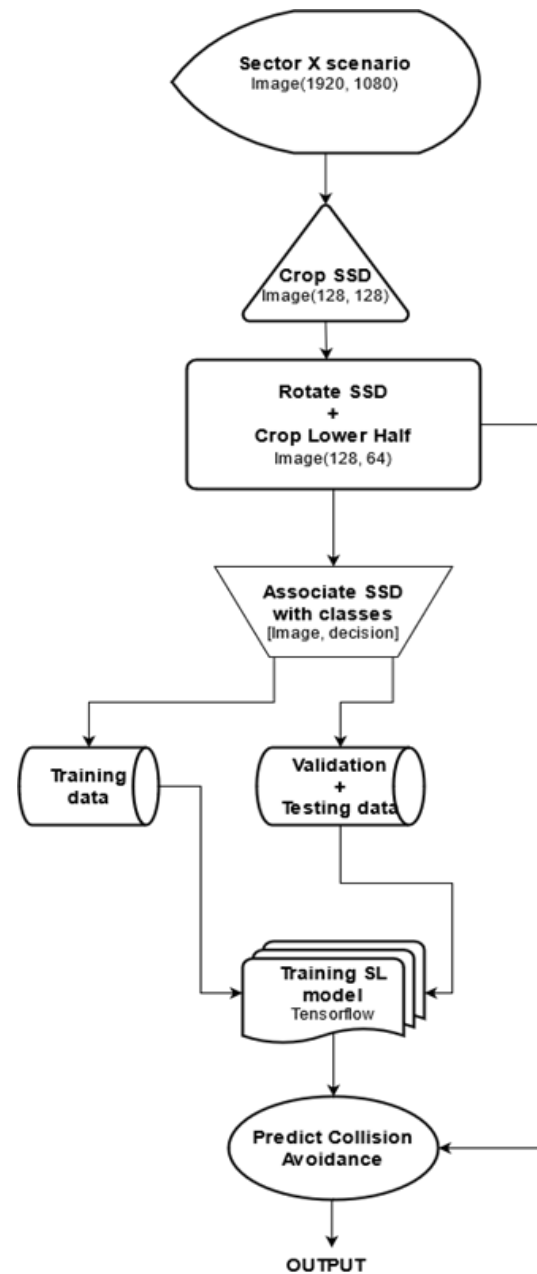 Sector X scenario
Image(1920, 1080)
Crop SSD
Image(128, 128)
Rotate SSD
+
Crop Lower Half
Image(128, 64)
Associate SSD
with classes
[Image, decision]
Training
data
Validation
+
Testing data
Training SL
model
Tensorflow
Predict Collision
Avoidance
OUTPUT